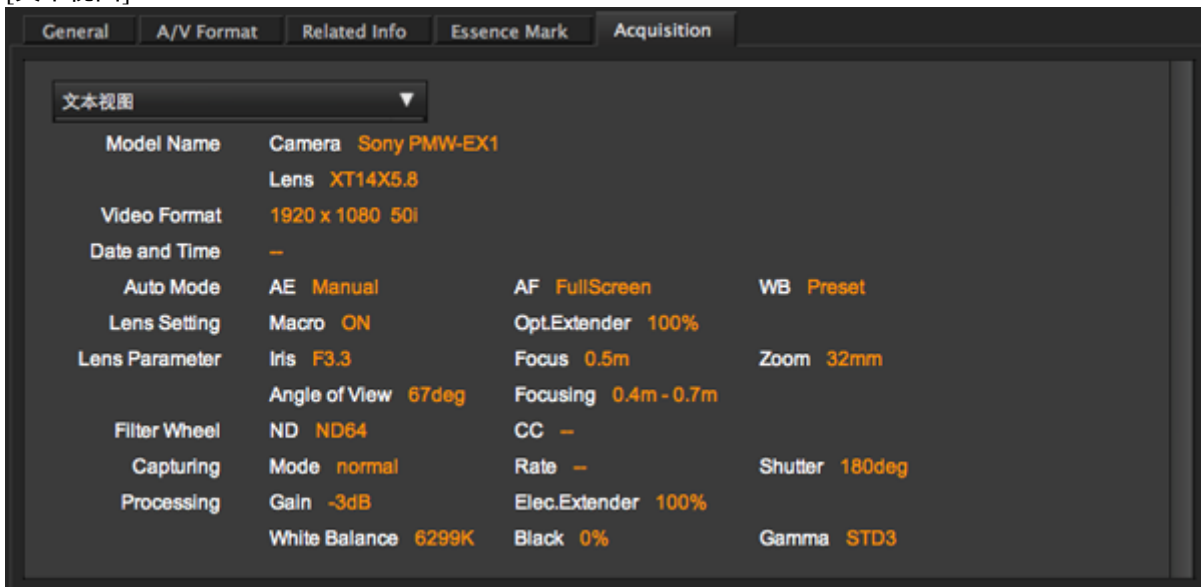 General A/V Format Related Info Essence Mark Acquisition
文本视图
Model Name Camera Sony PMW-EX1
Lens XT14X5.8
Video Format 1920 x 1080 50i
Date and Time --
Auto Mode AE Manual AF FullScreen WB Preset
Lens Setting Macro ON Opt.Extender 100%
Lens Parameter Iris F3.3 Focus 0.5m Zoom 32mm
Angle of View 67deg Focusing 0.4m - 0.7m
Filter Wheel ND ND64 CC --
Capturing Mode normal Rate -- Shutter 180deg
Processing Gain -3dB Elec.Extender 100%
White Balance 6299K Black 0% Gamma STD3